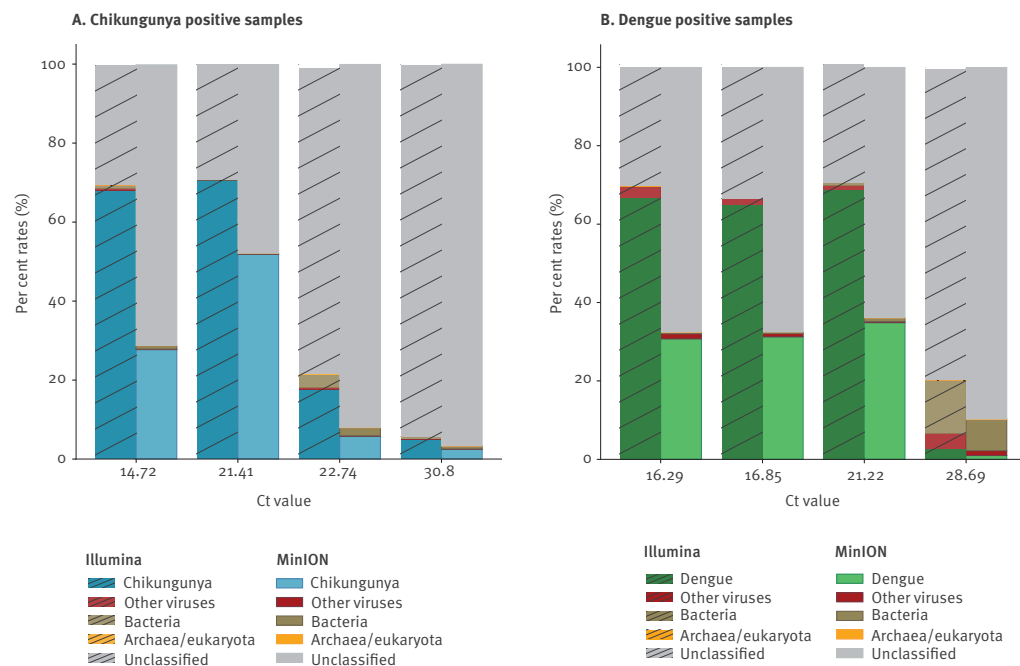 A. Chikungunya positive samples
100
80
60
40
20
0
Per cent rates (%)
14.72 21.41 22.74 30.8
Ct value
Illumina MinION
Chikungunya Chikungunya
Other viruses Other viruses
Bacteria Bacteria
Archaea/eukaryota Archaea/eukaryota
Unclassified Unclassified
B. Dengue positive samples
100
80
60
40
20
0
Per cent rates (%)
16.29 16.85 21.22 28.69
Ct value
Illumina MinION
Dengue Dengue
Other viruses Other viruses
Bacteria Bacteria
Archaea/eukaryota Archaea/eukaryota
Unclassified Unclassified